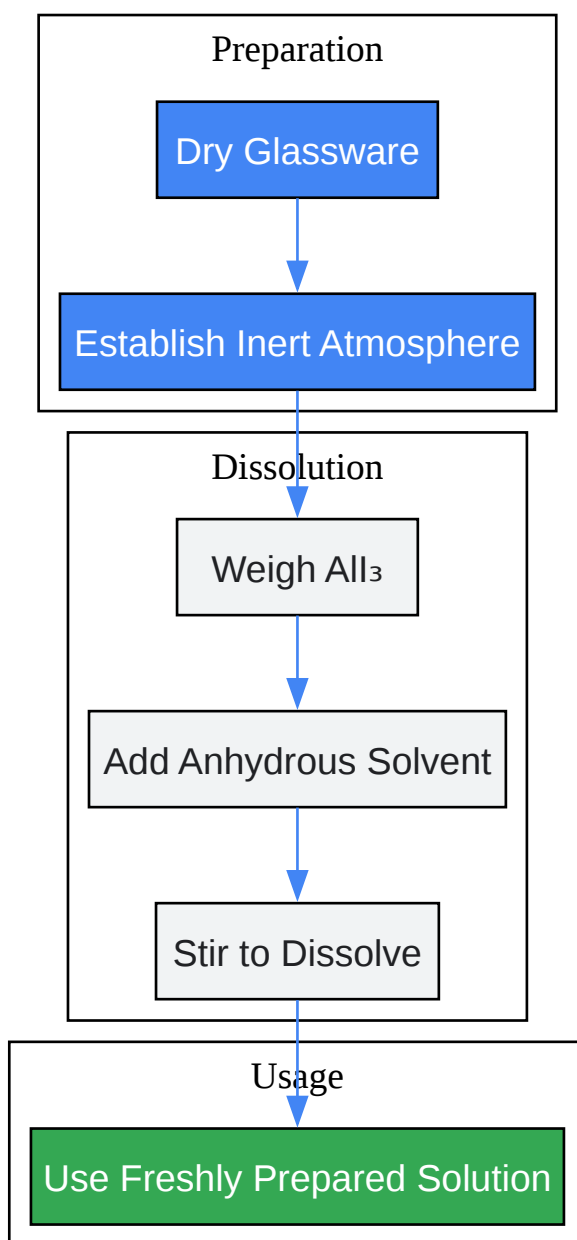 Preparation
Dry Glassware
Establish Inert Atmosphere
Dissolution
Weigh AlI₃
Add Anhydrous Solvent
Stir to Dissolve
Usage
Use Freshly Prepared Solution